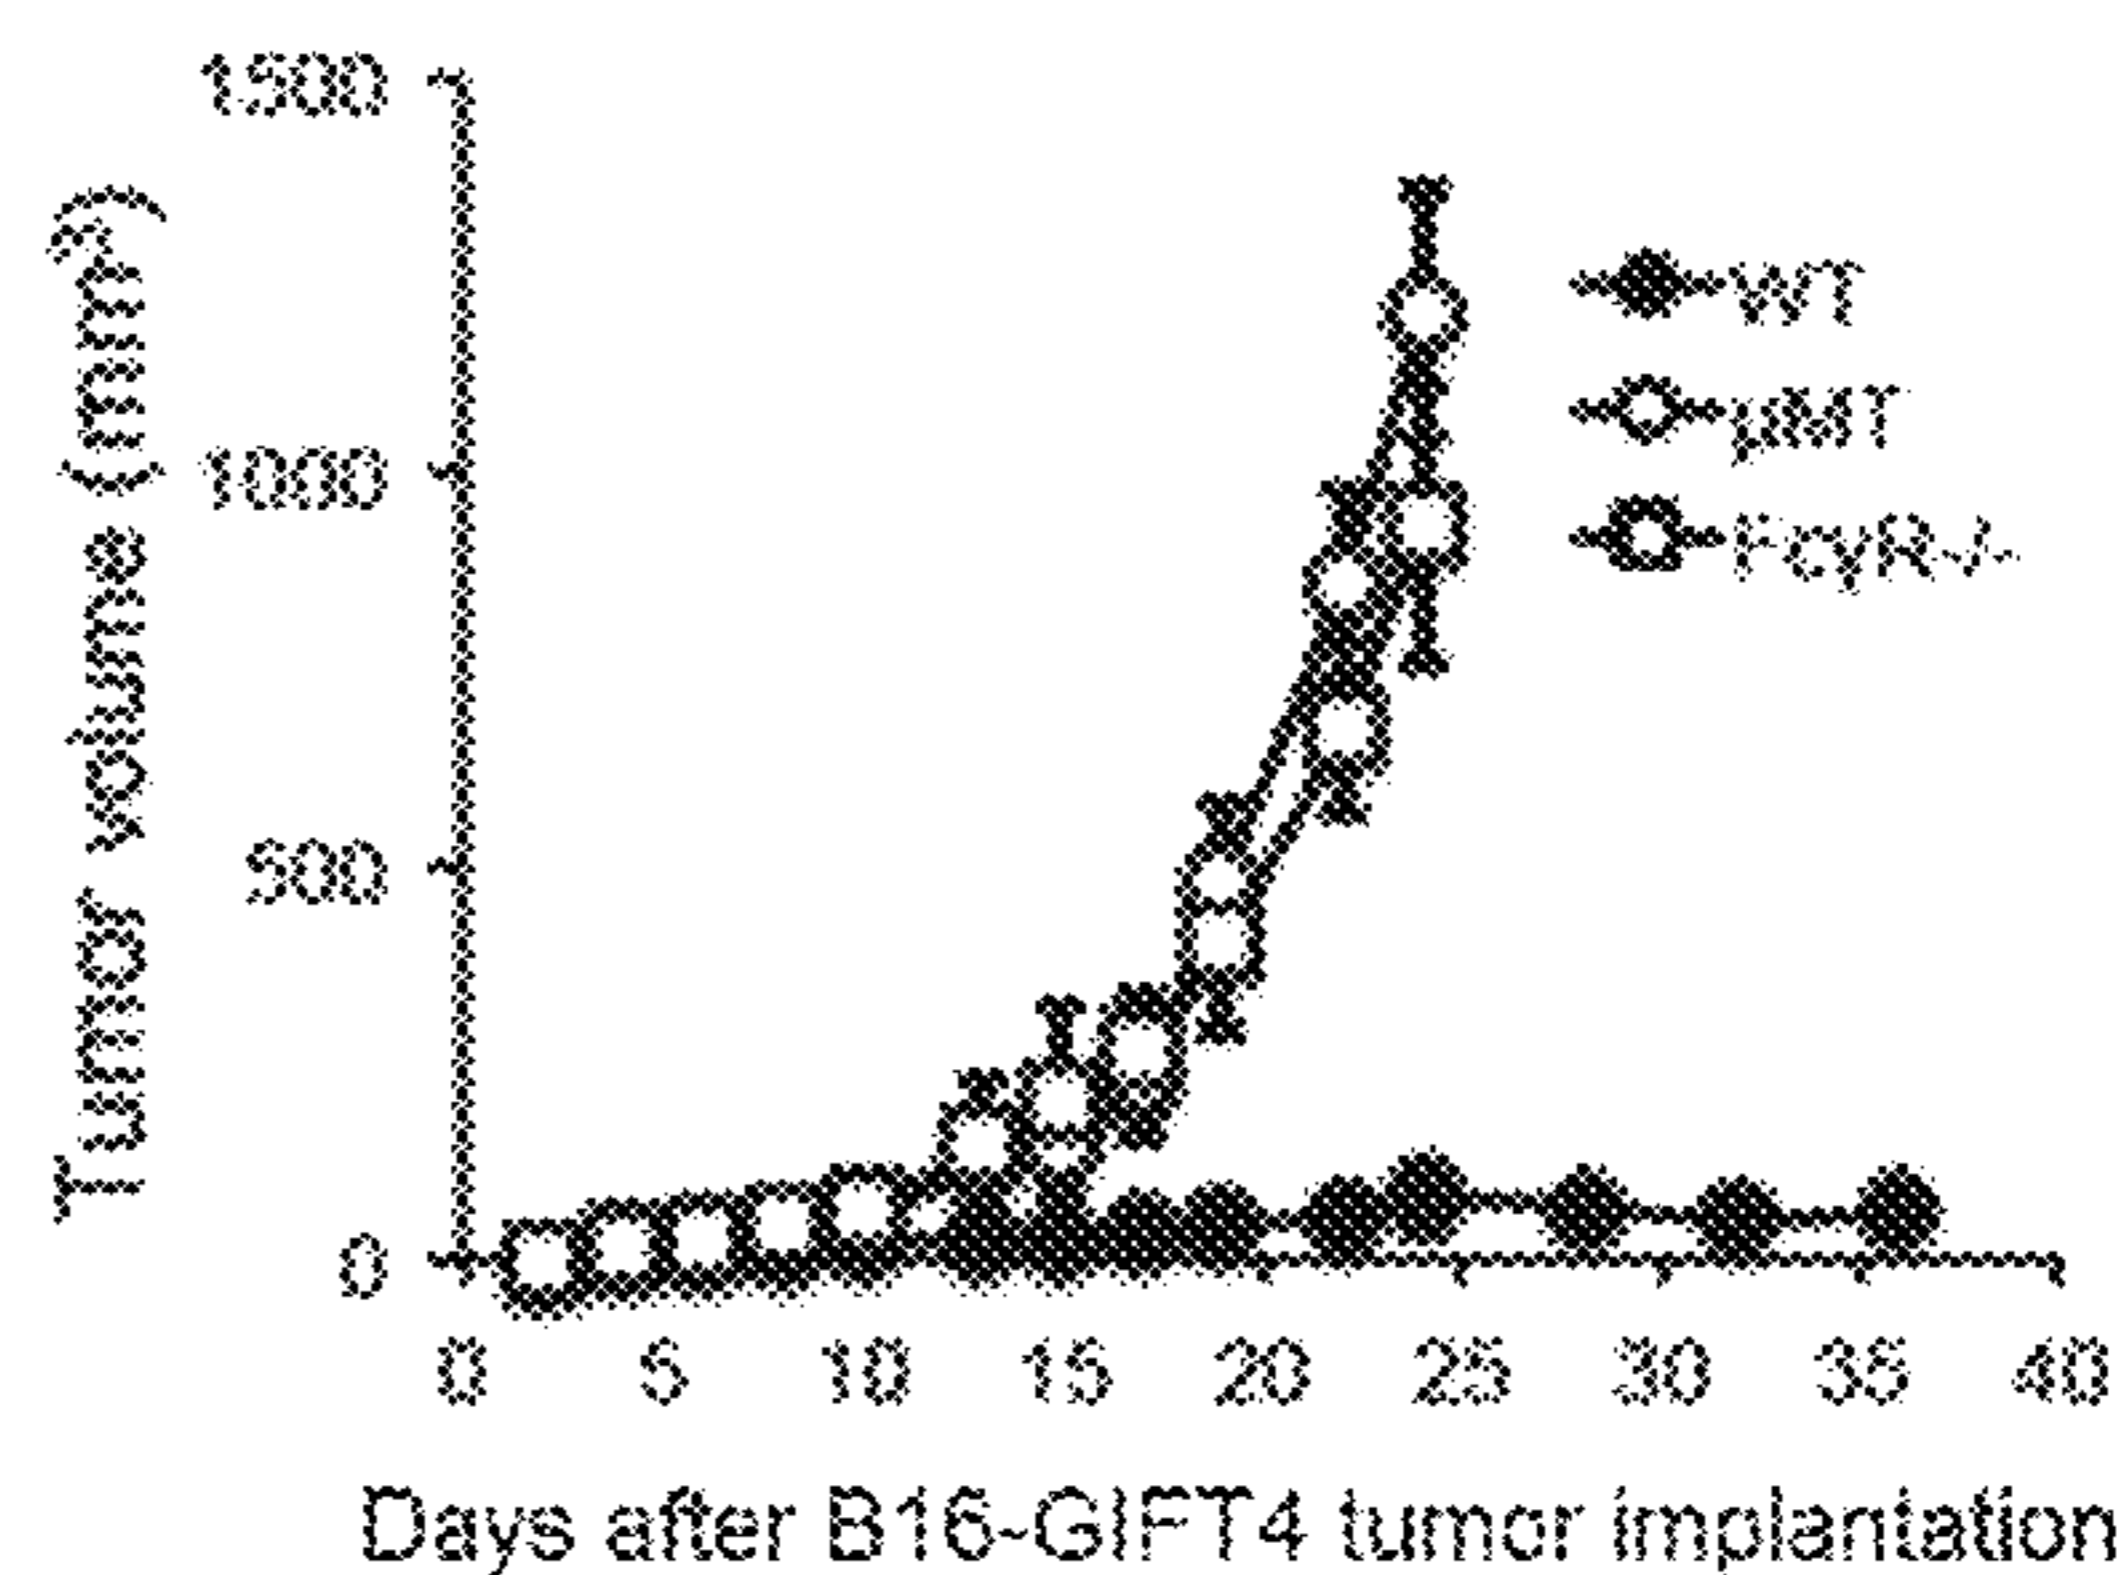 Tumor volume (mm³)
1500
1000
500
0
WT
µMT
FcγR-/-
0 5 10 15 20 25 30 35 40
Days after B16-GIFT4 tumor implantation